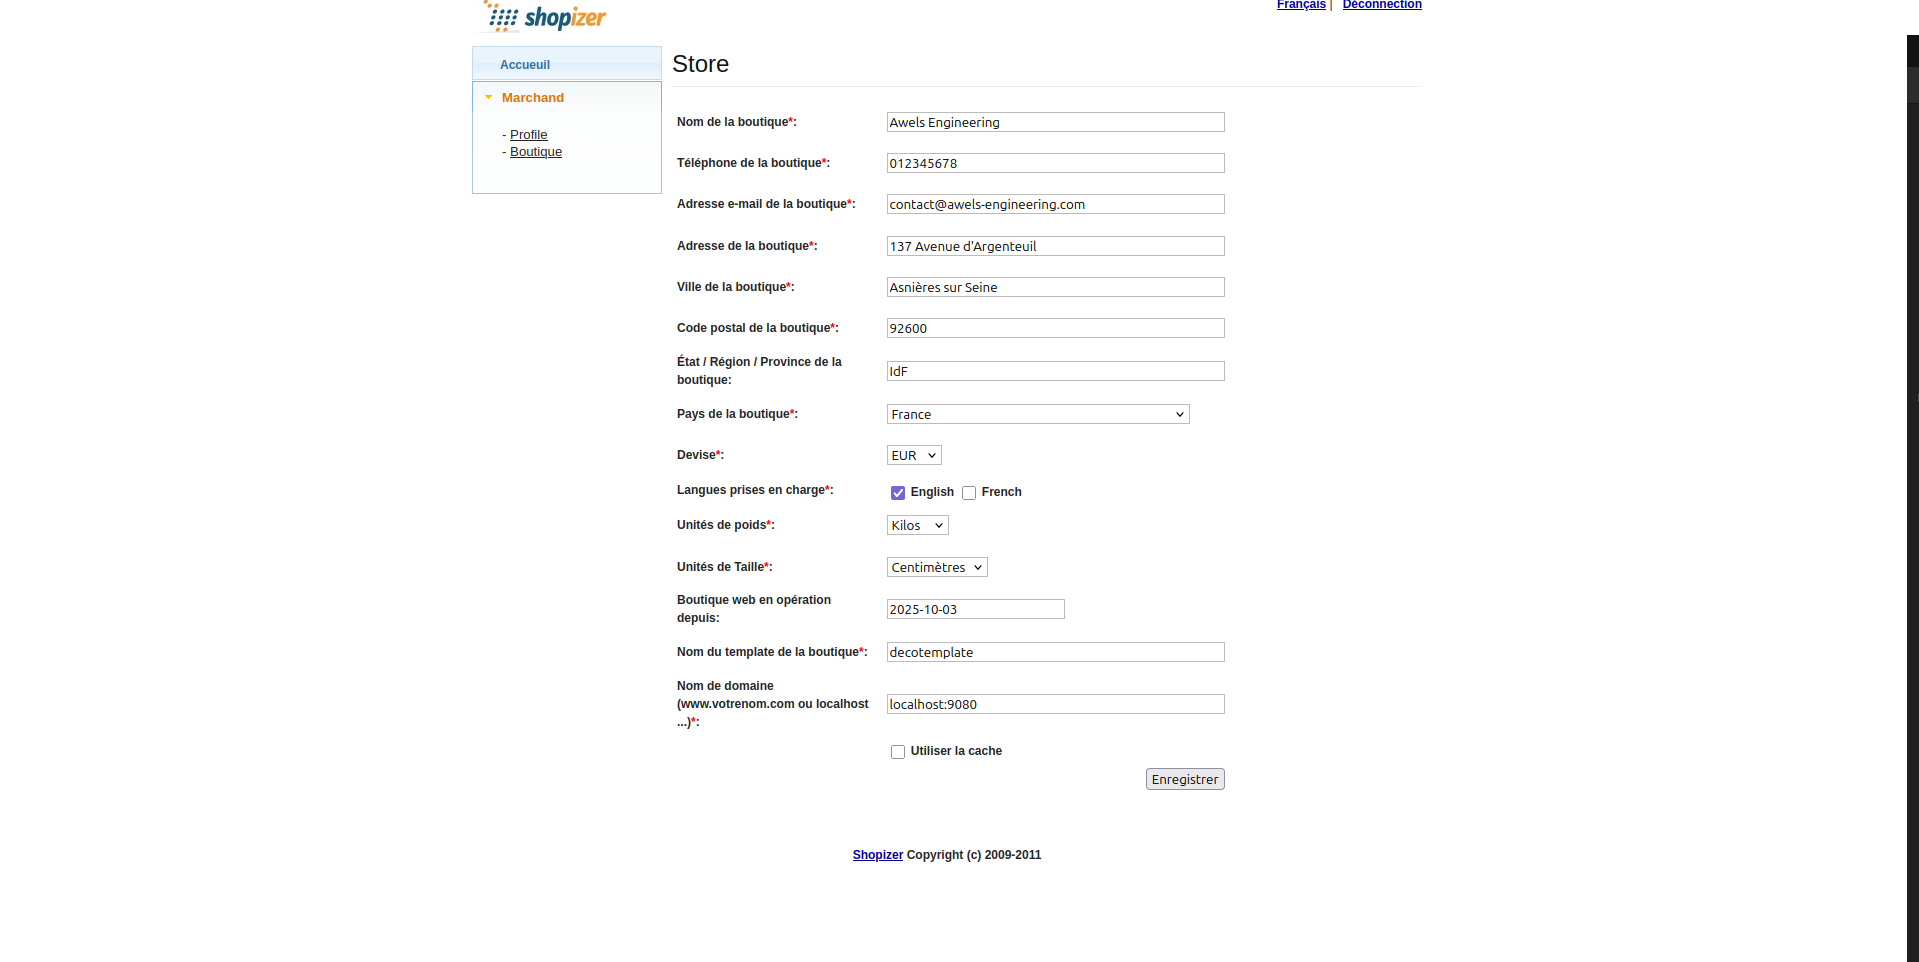 shopizer
Français | Déconnection
Accueuil
Marchand
- Profile
- Boutique
Store
Nom de la boutique*: Awels Engineering
Téléphone de la boutique*: 012345678
Adresse e-mail de la boutique*: contact@awels-engineering.com
Adresse de la boutique*: 137 Avenue d'Argenteuil
Ville de la boutique*: Asnières sur Seine
Code postal de la boutique*: 92600
État / Région / Province de la
boutique: IdF
Pays de la boutique*: France
Devise*: EUR
Langues prises en charge*: English French
Unités de poids*: Kilos
Unités de Taille*: Centimètres
Boutique web en opération
depuis: 2025-10-03
Nom du template de la boutique*: decotemplate
Nom de domaine
(www.votrenom.com ou localhost
...)*: localhost:9080
Utiliser la cache
Enregistrer
Shopizer Copyright (c) 2009-2011